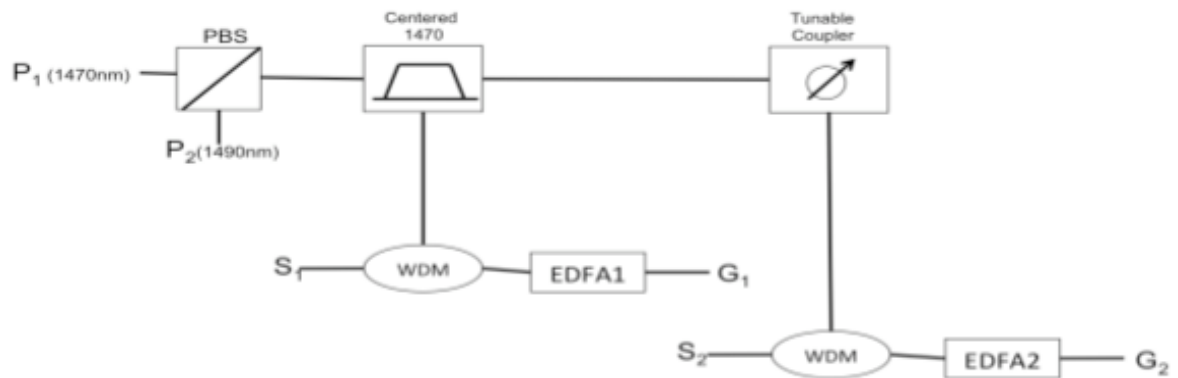 Centered
1470
Tunable
Coupler
PBS
P₁ (1470nm)
P₂(1490nm)
S₁
WDM
EDFA1
G₁
S₂
WDM
EDFA2
G₂